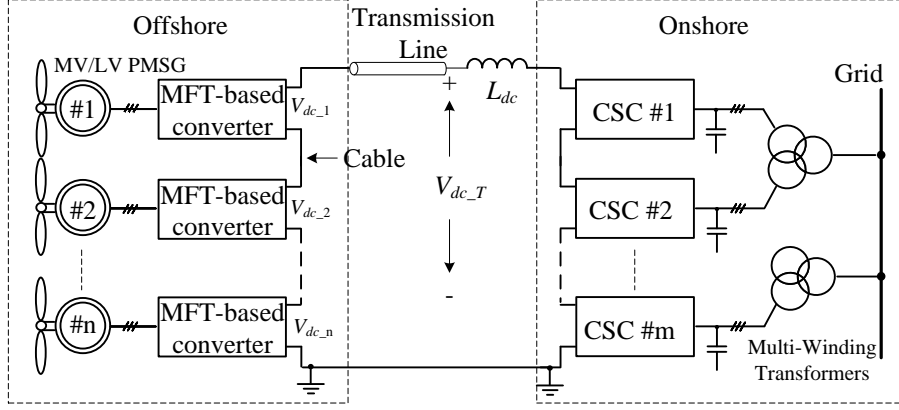 Offshore
Transmission
Line
Onshore
MV/LV PMSG
#1
MFT-based
converter
V_dc_1
+
L_dc
CSC #1
Grid
Cable
#2
MFT-based
converter
V_dc_2
V_dc_T
CSC #2
-
#n
MFT-based
converter
V_dc_n
CSC #m
Multi-Winding
Transformers